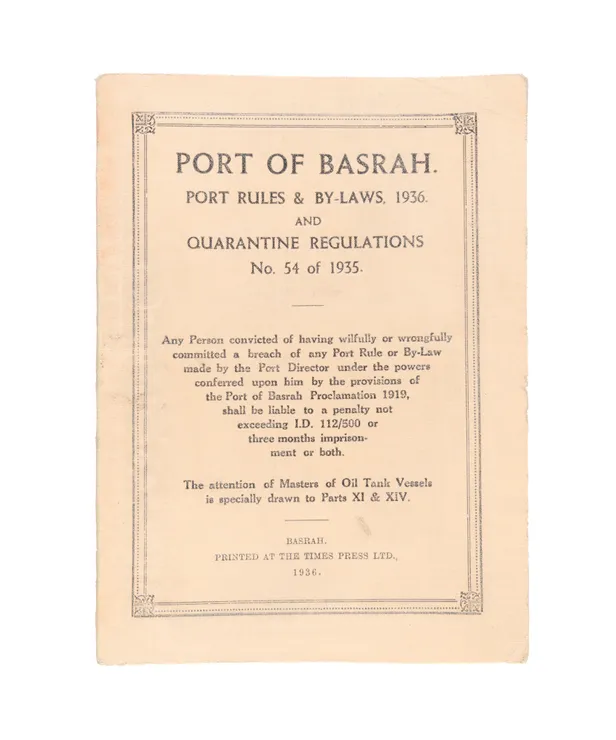 PORT OF BASRAH.
PORT RULES & BY-LAWS, 1936.
AND
QUARANTINE REGULATIONS
No. 54 of 1935.
Any Person convicted of having wilfully or wrongfully
committed a breach of any Port Rule or By-Law
made by the Port Director under the powers
conferred upon him by the provisions of
the Port of Basrah Proclamation 1919,
shall be liable to a penalty not
exceeding I.D. 112/500 or
three months imprison-
ment or both.
The attention of Masters of Oil Tank Vessels
is specially drawn to Parts XI & XIV.
BASRAH.
PRINTED AT THE TIMES PRESS LTD.,
1936.